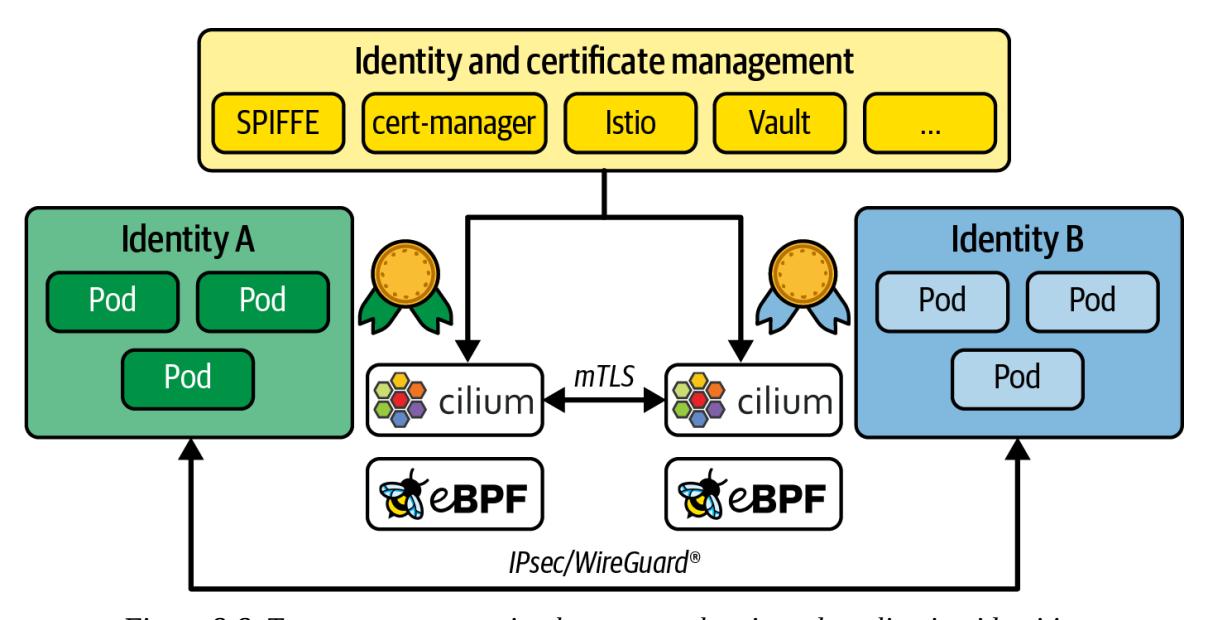 Identity and certificate management
SPIFFE
cert-manager
Istio
Vault
...
Identity A
Pod
Pod
Pod
Identity B
Pod
Pod
Pod
cilium
mTLS
cilium
eBPF
eBPF
IPsec/WireGuard®